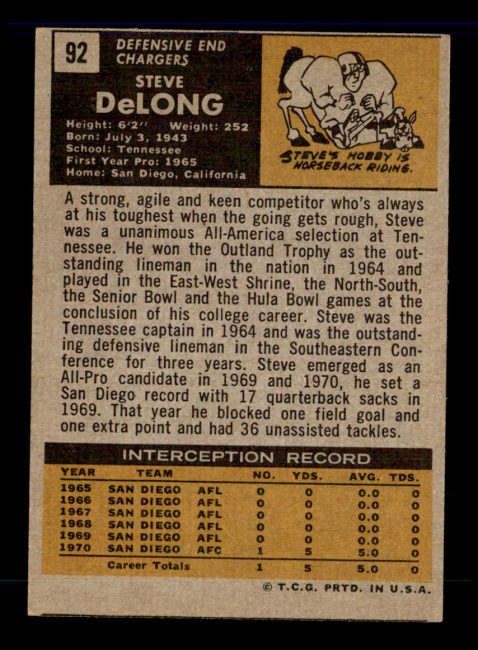 92
DEFENSIVE END
CHARGERS
STEVE
DeLONG
Height: 6'2" Weight: 252
Born: July 3, 1943
School: Tennessee
First Year Pro: 1965
Home: San Diego, California
STEVE'S HOBBY IS
HORSEBACK RIDING.
A strong, agile and keen competitor who's always
at his toughest when the going gets rough, Steve
was a unanimous All-America selection at Ten-
nessee. He won the Outland Trophy as the out-
standing lineman in the nation in 1964 and
played in the East-West Shrine, the North-South,
the Senior Bowl and the Hula Bowl games at the
conclusion of his college career. Steve was the
Tennessee captain in 1964 and was the outstand-
ing defensive lineman in the Southeastern Con-
ference for three years. Steve emerged as an
All-Pro candidate in 1969 and 1970, he set a
San Diego record with 17 quarterback sacks in
1969. That year he blocked one field goal and
one extra point and had 36 unassisted tackles.
INTERCEPTION RECORD
YEAR TEAM NO. YDS. AVG. TDS.
1965 SAN DIEGO AFL 0 0 0.0 0
1966 SAN DIEGO AFL 0 0 0.0 0
1967 SAN DIEGO AFL 0 0 0.0 0
1968 SAN DIEGO AFL 0 0 0.0 0
1969 SAN DIEGO AFL 0 0 0.0 0
1970 SAN DIEGO AFC 1 5 5.0 0
Career Totals 1 5 5.0 0
© T.C.G. PRTD. IN U.S.A.